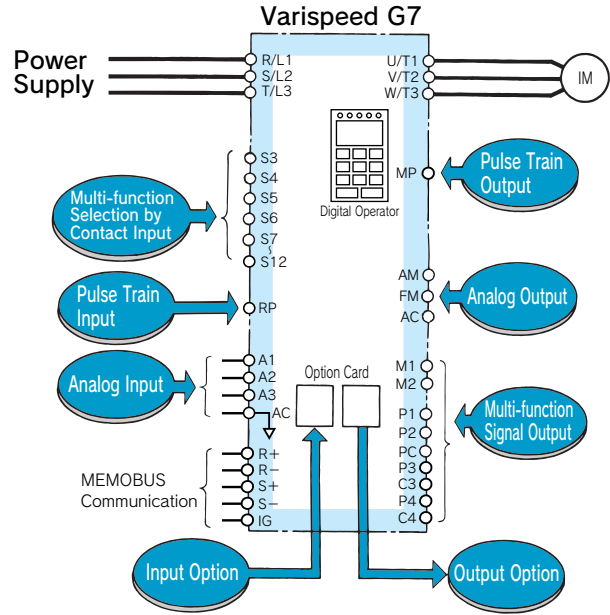 Varispeed G7
Power
Supply
R/L1
S/L2
T/L3
U/T1
V/T2
W/T3
IM
Digital Operator
Multi-function
Selection by
Contact Input
S3
S4
S5
S6
S7
S12
MP
Pulse Train
Output
Pulse Train
Input
RP
AM
FM
AC
Analog Output
Analog Input
A1
A2
A3
AC
Option Card
M1
M2
P1
P2
PC
P3
C3
P4
C4
Multi-function
Signal Output
MEMOBUS
Communication
R+
R−
S+
S−
IG
Input Option
Output Option